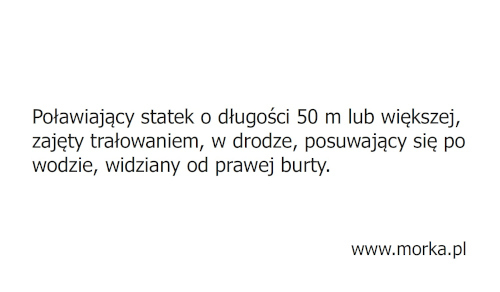 Poławiający statek o długości 50 m lub większej,
zajęty trałowaniem, w drodze, posuwający się po
wodzie, widziany od prawej burty.
www.morka.pl